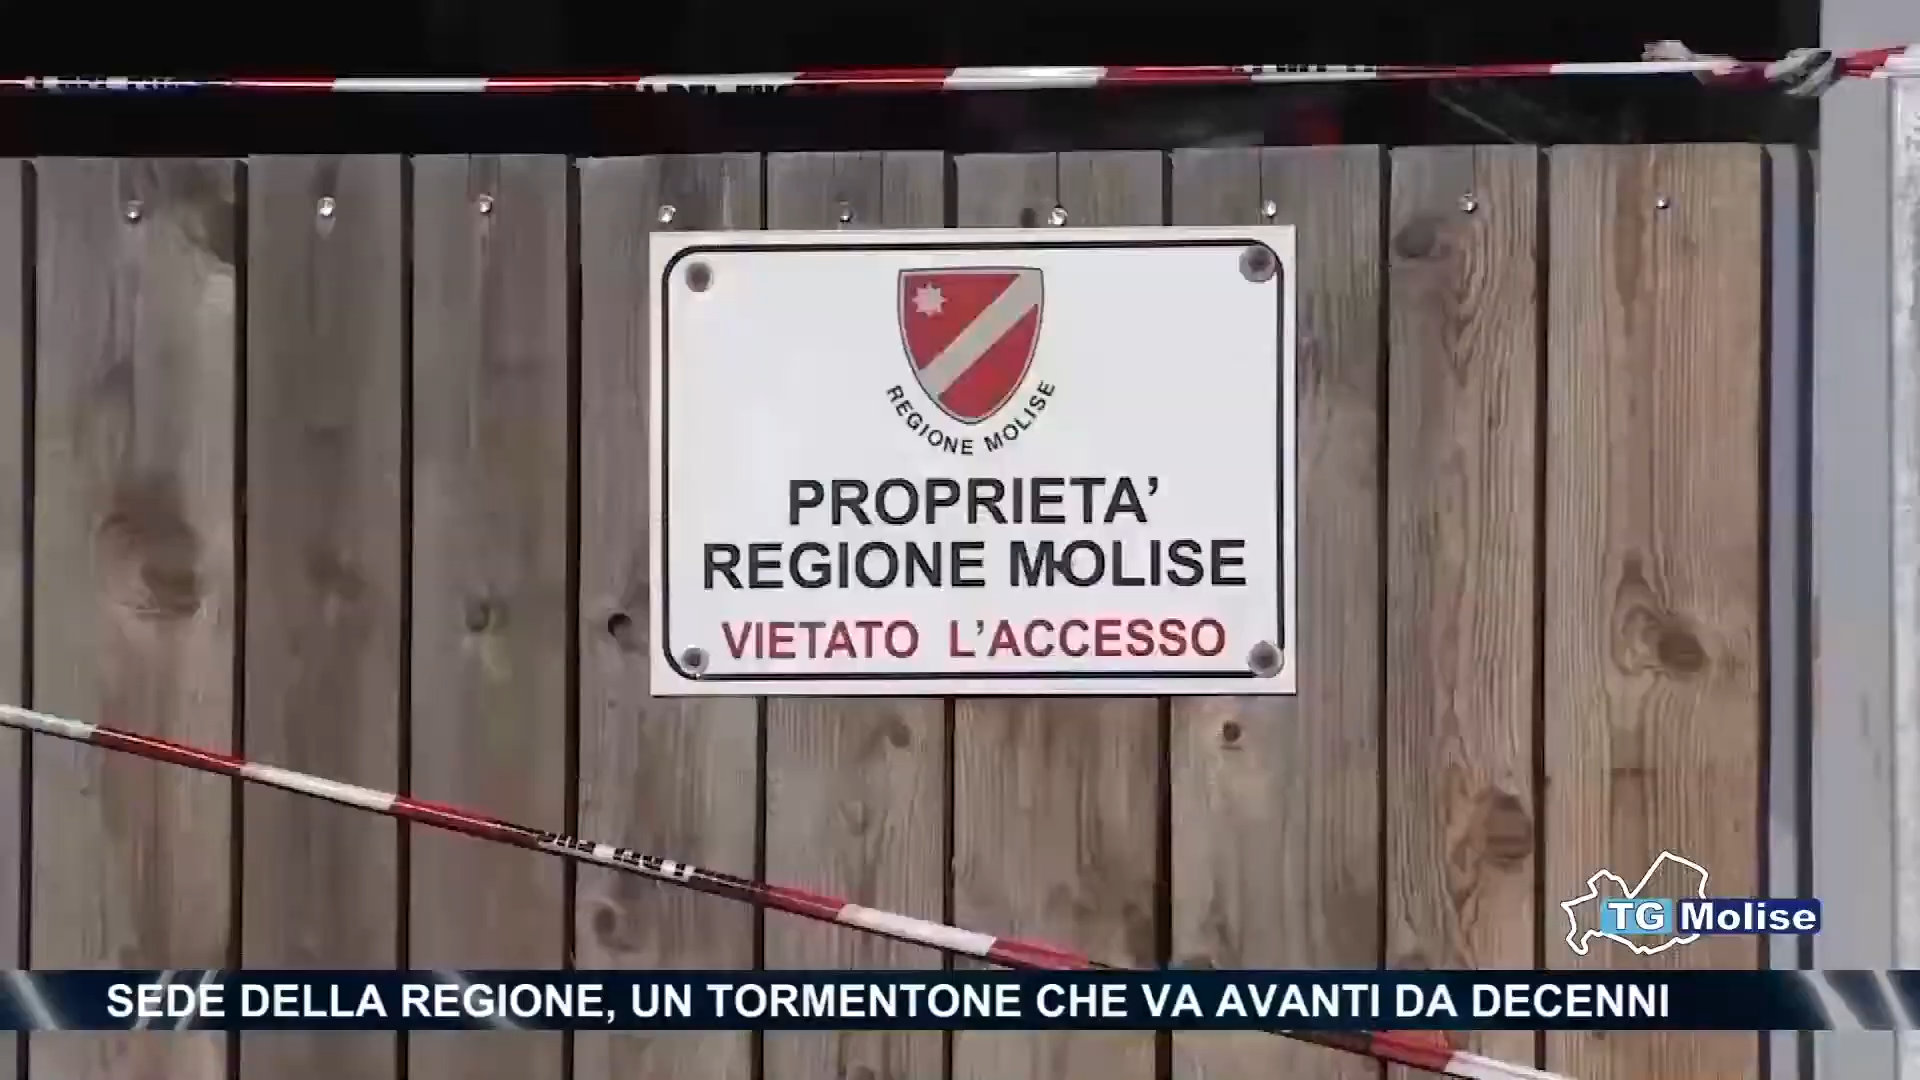 REGIONE MOLISE
PROPRIETA’
REGIONE MOLISE
VIETATO L’ACCESSO
TG Molise
SEDE DELLA REGIONE, UN TORMENTONE CHE VA AVANTI DA DECENNI